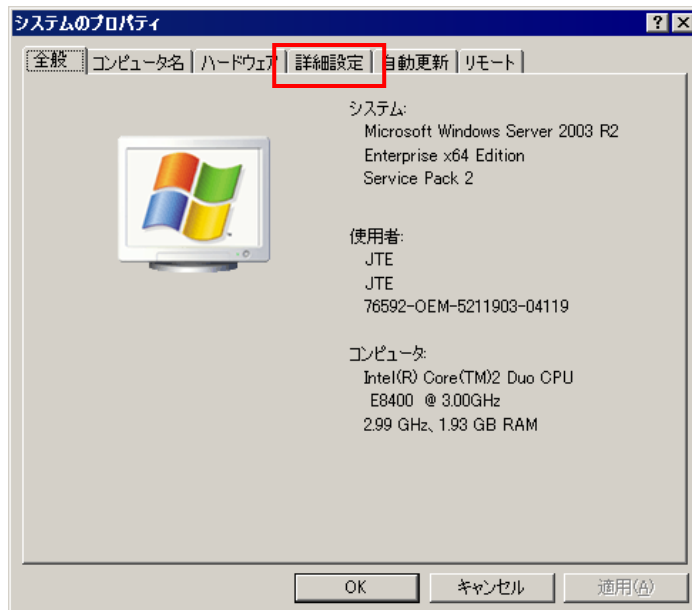 システムのプロパティ
全般 コンピュータ名 ハードウェア 詳細設定 自動更新 リモート
システム:
Microsoft Windows Server 2003 R2
Enterprise x64 Edition
Service Pack 2
使用者:
JTE
JTE
76592-OEM-5211903-04119
コンピュータ:
Intel(R) Core(TM)2 Duo CPU
E8400 @ 3.00GHz
2.99 GHz、1.93 GB RAM
OK キャンセル 適用(A)